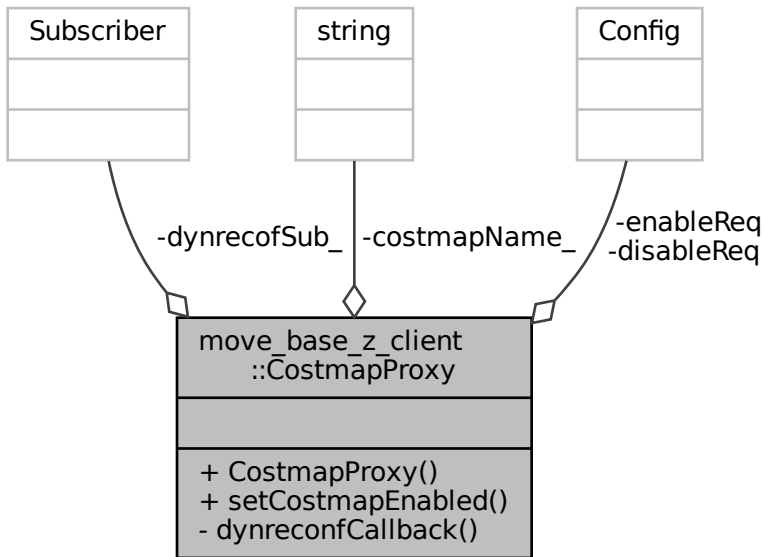 Subscriber
string
Config
-dynrecofSub_
-costmapName_
-enableReq
-disableReq
move_base_z_client
::CostmapProxy
+ CostmapProxy()
+ setCostmapEnabled()
- dynreconfCallback()